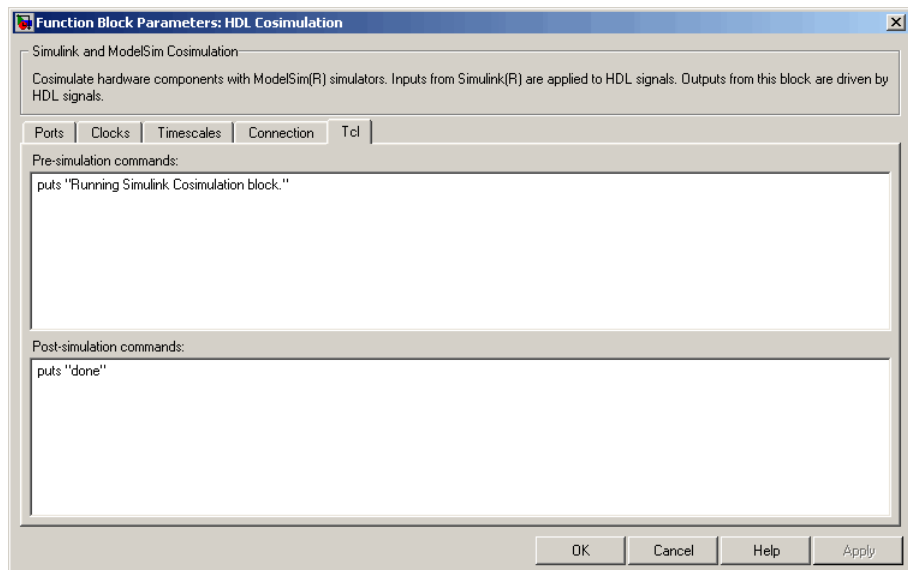 Function Block Parameters: HDL Cosimulation
Simulink and ModelSim Cosimulation
Cosimulate hardware components with ModelSim(R) simulators. Inputs from Simulink(R) are applied to HDL signals. Outputs from this block are driven by
HDL signals.
Ports Clocks Timescales Connection Tcl
Pre-simulation commands:
puts "Running Simulink Cosimulation block."
Post-simulation commands:
puts "done"
OK Cancel Help Apply